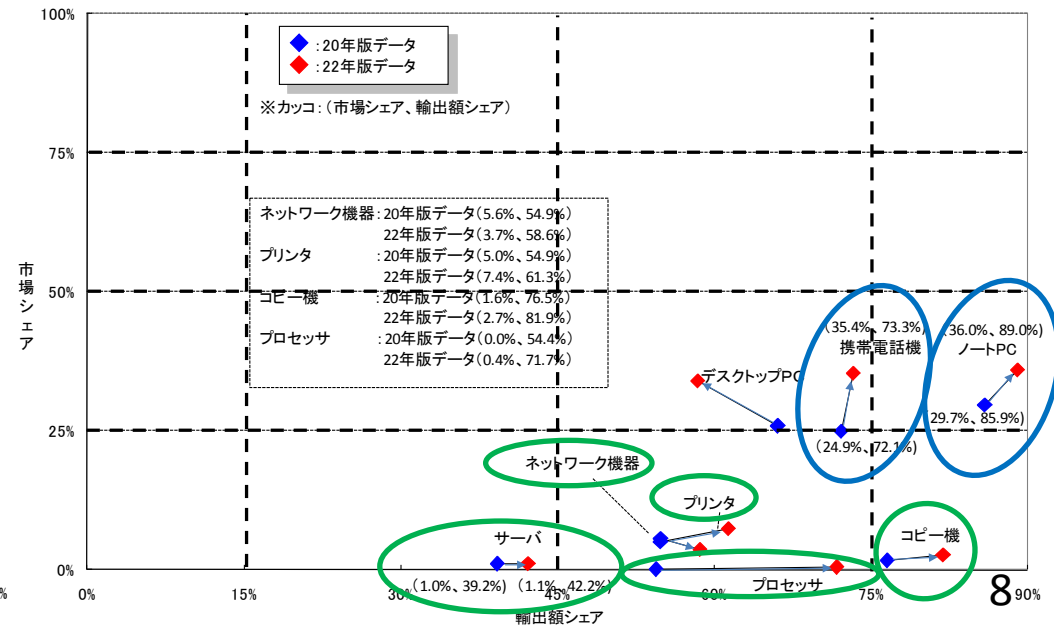 100%
75%
50%
25%
0%
市場シェア
:20年版データ
:22年版データ
※カッコ:(市場シェア、輸出額シェア)
ネットワーク機器:20年版データ(5.6%、54.9%)
22年版データ(3.7%、58.6%)
プリンタ :20年版データ(5.0%、54.9%)
22年版データ(7.4%、61.3%)
コピー機 :20年版データ(1.6%、76.5%)
22年版データ(2.7%、81.9%)
プロセッサ :20年版データ(0.0%、54.4%)
22年版データ(0.4%、71.7%)
(35.4%、73.3%)
携帯電話機
(24.9%、72.1%)
(36.0%、89.0%)
ノートPC
29.7%、85.9%)
デスクトップPC
ネットワーク機器
プリンタ
サーバ
(1.0%、39.2%)
(1.1%、42.2%)
プロセッサ
コピー機
%
0%
15%
30%
45%
60%
75%
90%
輸出額シェア
8